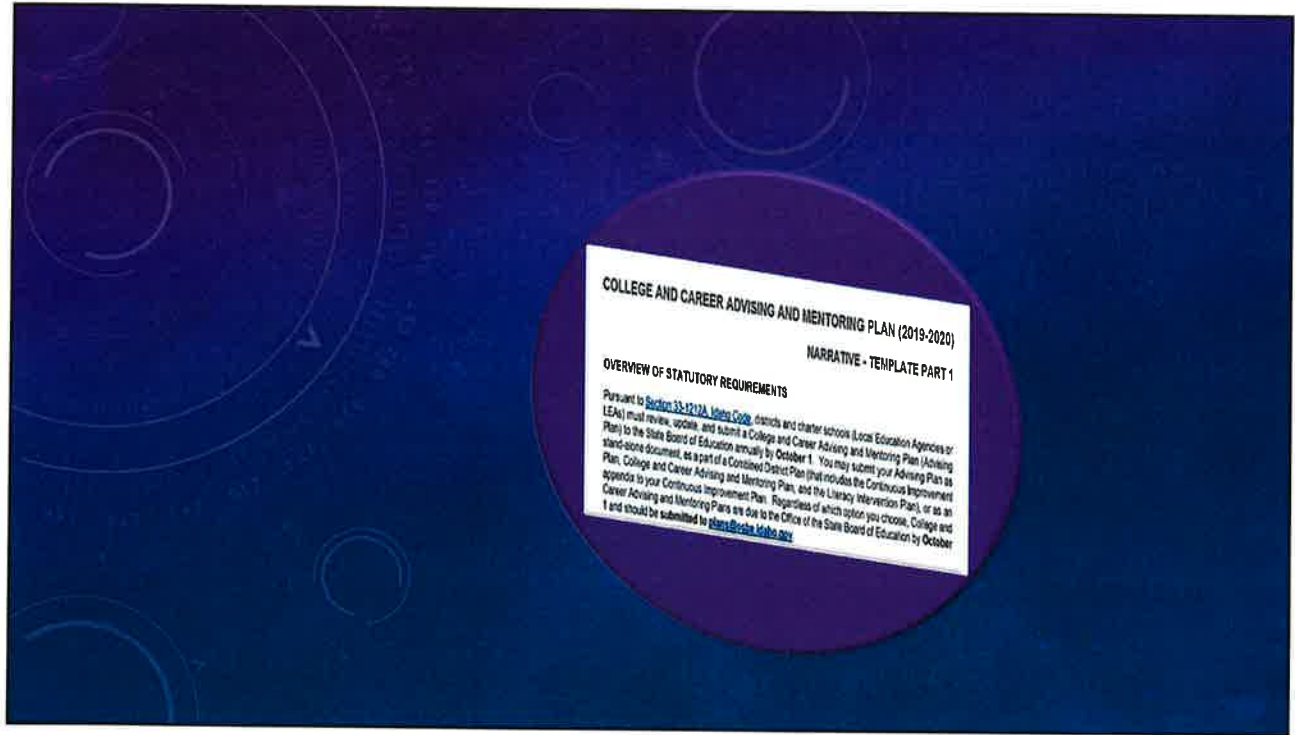 COLLEGE AND CAREER ADVISING AND MENTORING PLAN (2019-2020)
NARRATIVE - TEMPLATE PART 1
OVERVIEW OF STATUTORY REQUIREMENTS
Pursuant to Section 33-1212A, Idaho Code, districts and charter schools (Local Education Agencies or
LEAs) must review, update, and submit a College and Career Advising and Mentoring Plan (Advising
Plan) to the State Board of Education annually by October 1. You may submit your Advising Plan as
stand-alone document, as a part of a Combined District Plan (that includes the Continuous Improvement
Plan, College and Career Advising and Mentoring Plan, and the Literacy Intervention Plan), or as an
appendix to your Continuous Improvement Plan. Regardless of which option you choose, College and
Career Advising and Mentoring Plans are due to the Office of the State Board of Education by October
1 and should be submitted to plans@osbe.idaho.gov